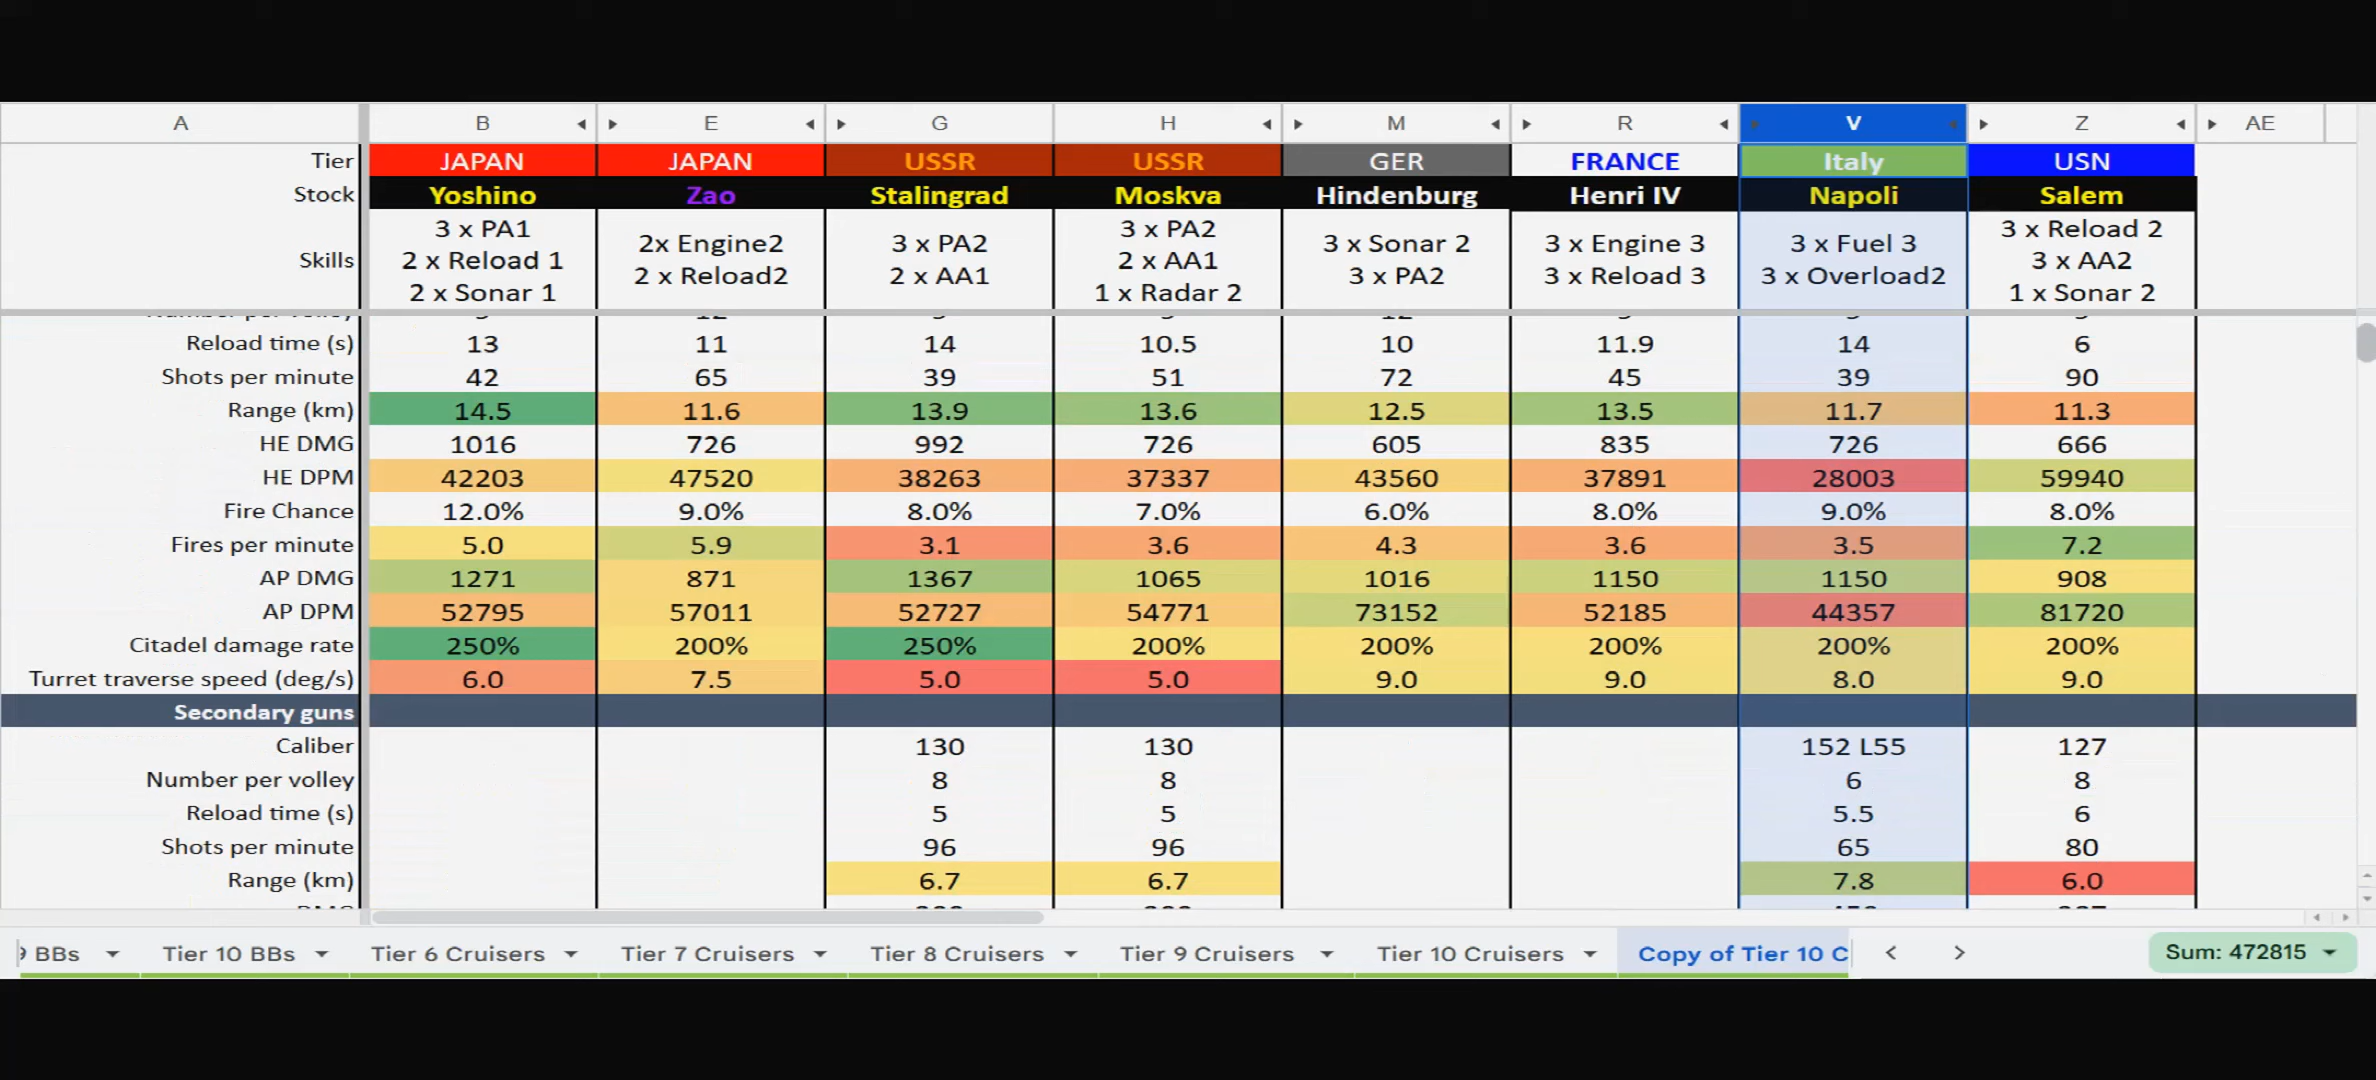 A B E G H M R V Z AE
Tier JAPAN JAPAN USSR USSR GER FRANCE Italy USN
Stock Yoshino Zao Stalingrad Moskva Hindenburg Henri IV Napoli Salem
Skills
3 x PA1
2 x Reload 1
2 x Sonar 1
2x Engine2
2 x Reload2
3 x PA2
2 x AA1
3 x PA2
2 x AA1
1 x Radar 2
3 x Sonar 2
3 x PA2
3 x Engine 3
3 x Reload 3
3 x Fuel 3
3 x Overload2
3 x Reload 2
3 x AA2
1 x Sonar 2
Reload time (s) 13 11 14 10.5 10 11.9 14 6
Shots per minute 42 65 39 51 72 45 39 90
Range (km) 14.5 11.6 13.9 13.6 12.5 13.5 11.7 11.3
HE DMG 1016 726 992 726 605 835 726 666
HE DPM 42203 47520 38263 37337 43560 37891 28003 59940
Fire Chance 12.0% 9.0% 8.0% 7.0% 6.0% 8.0% 9.0% 8.0%
Fires per minute 5.0 5.9 3.1 3.6 4.3 3.6 3.5 7.2
AP DMG 1271 871 1367 1065 1016 1150 1150 908
AP DPM 52795 57011 52727 54771 73152 52185 44357 81720
Citadel damage rate 250% 200% 250% 200% 200% 200% 200% 200%
Turret traverse speed (deg/s) 6.0 7.5 5.0 5.0 9.0 9.0 8.0 9.0
Secondary guns
Caliber 130 130 152 L55 127
Number per volley 8 8 6 8
Reload time (s) 5 5 5.5 6
Shots per minute 96 96 65 80
Range (km) 6.7 6.7 7.8 6.0
BBs Tier 10 BBs Tier 6 Cruisers Tier 7 Cruisers Tier 8 Cruisers Tier 9 Cruisers Tier 10 Cruisers Copy of Tier 10 C Sum: 472815